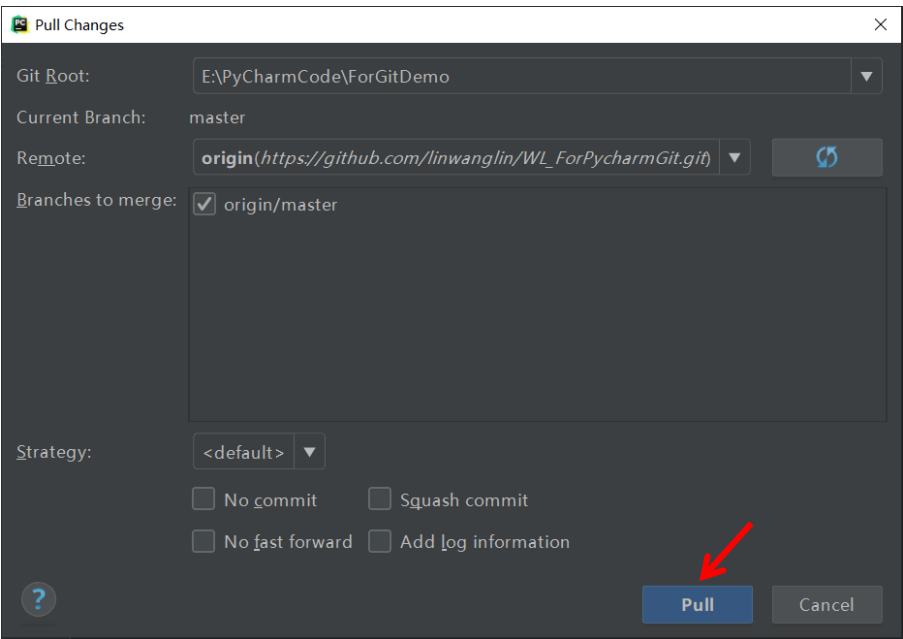 PC Pull Changes
Git Root: E:\PyCharmCode\ForGitDemo
Current Branch: master
Remote: origin(https://github.com/linwanglin/WL_ForPycharmGit.git)
Branches to merge: origin/master
Strategy: <default>
No commit Squash commit
No fast forward Add log information
? Pull Cancel